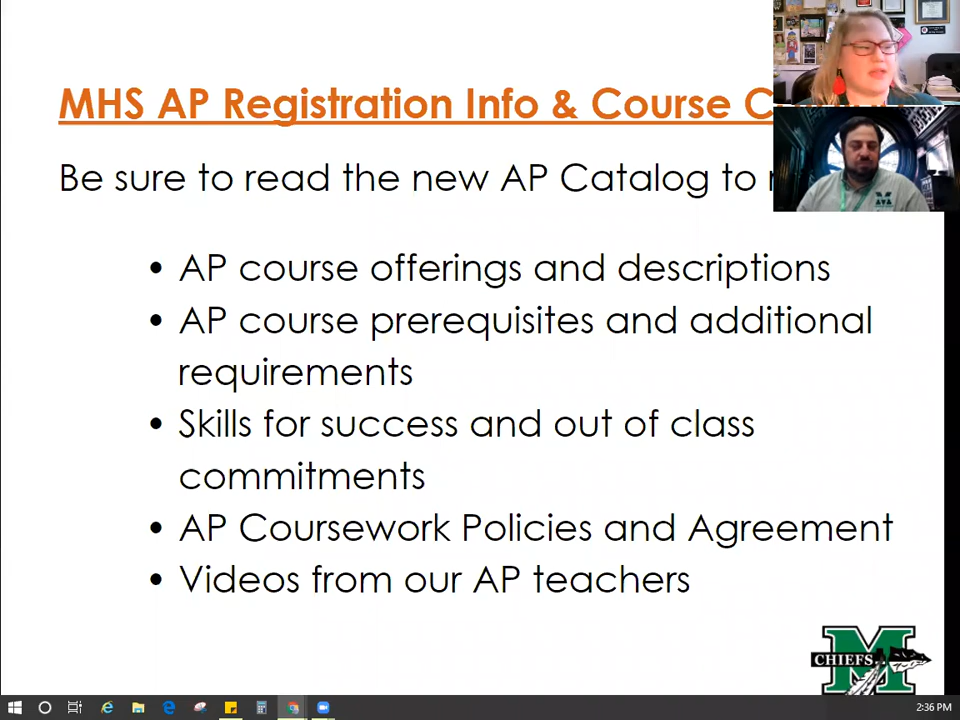 MHS AP Registration Info & Course C
Be sure to read the new AP Catalog to
• AP course offerings and descriptions
• AP course prerequisites and additional
requirements
• Skills for success and out of class
commitments
• AP Coursework Policies and Agreement
• Videos from our AP teachers
M
CHIEFS
2:36 PM